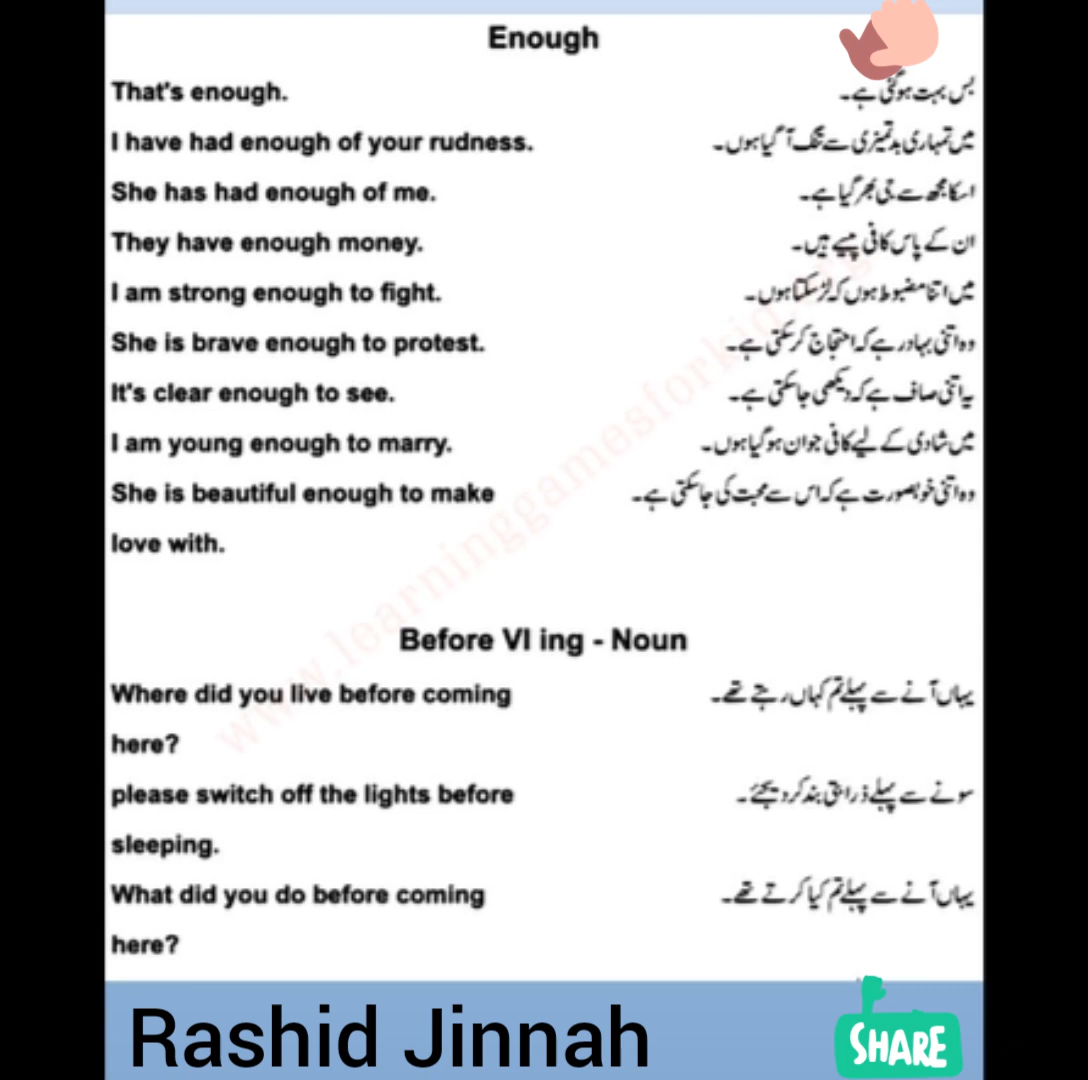 Enough
That's enough. بس بہت ہوگئی ہے۔
I have had enough of your rudness. میں تمہاری بدتمیزی سے تنگ آ گیا ہوں۔
She has had enough of me. اسکا مجھ سے جی بھر گیا ہے۔
They have enough money. ان کے پاس کافی پیسے ہیں۔
I am strong enough to fight. میں اتنا مضبوط ہوں کہ لڑ سکتا ہوں۔
She is brave enough to protest. وہ اتنی بہادر ہے کہ احتجاج کر سکتی ہے۔
It's clear enough to see. یہ اتنی صاف ہے کہ دیکھی جا سکتی ہے۔
I am young enough to marry. میں شادی کے لیے کافی جوان ہو گیا ہوں۔
She is beautiful enough to make وہ اتنی خوبصورت ہے کہ اس سے محبت کی جا سکتی ہے۔
love with.
Before VI ing - Noun
Where did you live before coming یہاں آنے سے پہلے تم کہاں رہتے تھے۔
here?
please switch off the lights before سونے سے پہلے ذرا بتی بند کر دیجئے۔
sleeping.
What did you do before coming یہاں آنے سے پہلے تم کیا کرتے تھے۔
here?
Rashid Jinnah
SHARE